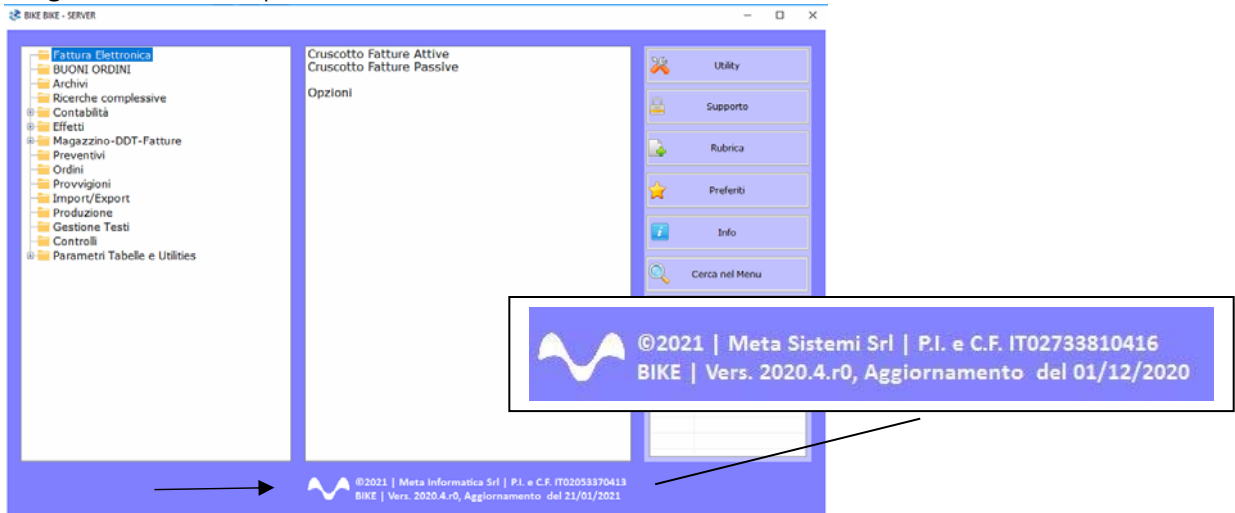 BIKE BIKE - SERVER
Fattura Elettronica
BUONI ORDINI
Archivi
Ricerche complessive
Contabilità
Effetti
Magazzino-DDT-Fatture
Preventivi
Ordini
Provvigioni
Import/Export
Produzione
Gestione Testi
Controlli
Parametri Tabelle e Utilities
Cruscotto Fatture Attive
Cruscotto Fatture Passive
Opzioni
Utility
Supporto
Rubrica
Preferiti
Info
Cerca nel Menu
©2021 | Meta Sistemi Srl | P.I. e C.F. IT02733810416
BIKE | Vers. 2020.4.r0, Aggiornamento del 01/12/2020
©2021 | Meta Informatica Srl | P.I. e C.F. IT02053370413
BIKE | Vers. 2020.4.r0, Aggiornamento del 21/01/2021